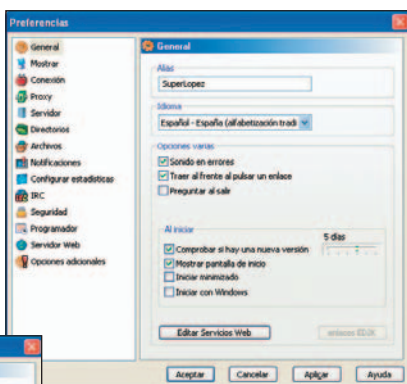 Preferencias
General
Mostrar
Conexión
Proxy
Servidor
Directorios
Archivos
Notificaciones
Configurar estadísticas
IRC
Seguridad
Programador
Servidor Web
Opciones adicionales
General
Alias
SuperLopez
Idioma
Español - España (alfabetización tradi
Opciones varias
Sonido en errores
Traer al frente al pulsar un enlace
Preguntar al salir
Al iniciar
5 días
Comprobar si hay una nueva versión
Mostrar pantalla de inicio
Iniciar minimizado
Iniciar con Windows
Editar Servicios Web
enlaces ED2K
Aceptar
Cancelar
Aplicar
Ayuda